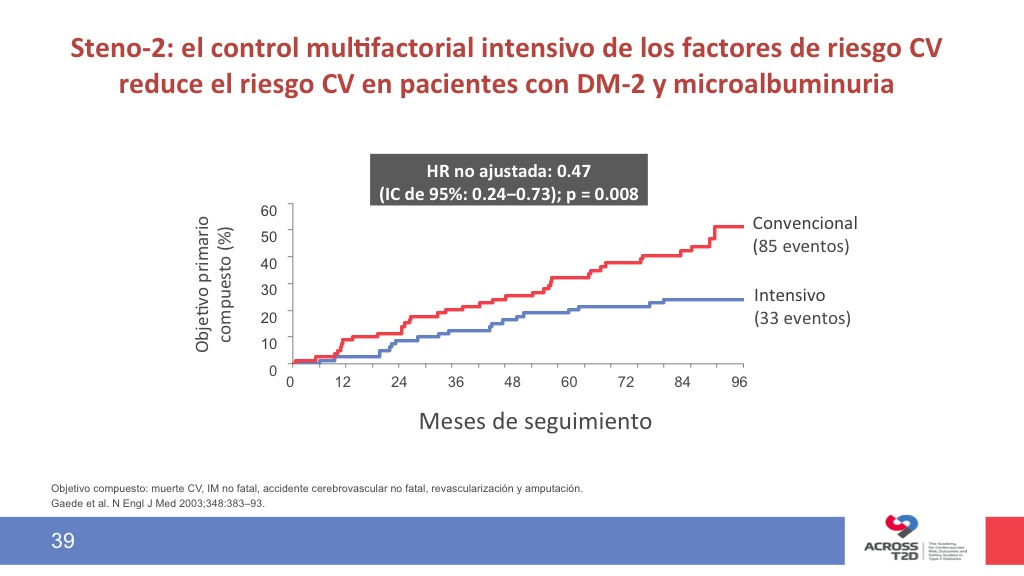 Steno-2: el control multifactorial intensivo de los factores de riesgo CV
reduce el riesgo CV en pacientes con DM-2 y microalbuminuria
HR no ajustada: 0.47
(IC de 95%: 0.24–0.73); p = 0.008
Objetivo primario
compuesto (%)
60
50
40
30
20
10
0
Convencional
(85 eventos)
Intensivo
(33 eventos)
0 12 24 36 48 60 72 84 96
Meses de seguimiento
Objetivo compuesto: muerte CV, IM no fatal, accidente cerebrovascular no fatal, revascularización y amputación.
Gaede et al. N Engl J Med 2003;348:383–93.
39
ACROSS
T2D
The Academy
for Cardiovascular
Risk, Outcomes and
Safety Studies in
Type 2 Diabetes